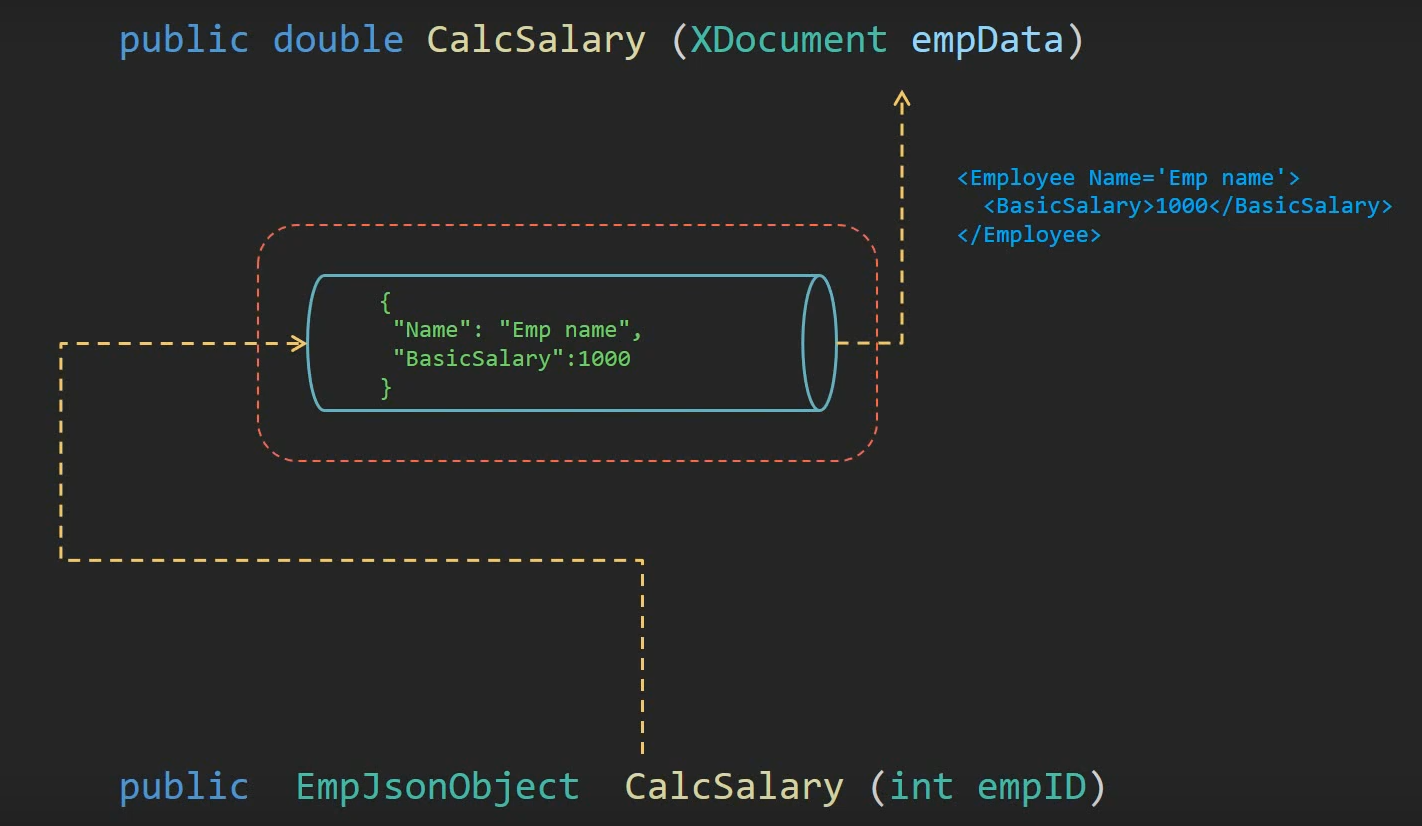 public double CalcSalary (XDocument empData)
<Employee Name='Emp name'>
<BasicSalary>1000</BasicSalary>
</Employee>
{
"Name": "Emp name",
"BasicSalary":1000
}
public EmpJsonObject CalcSalary (int empID)